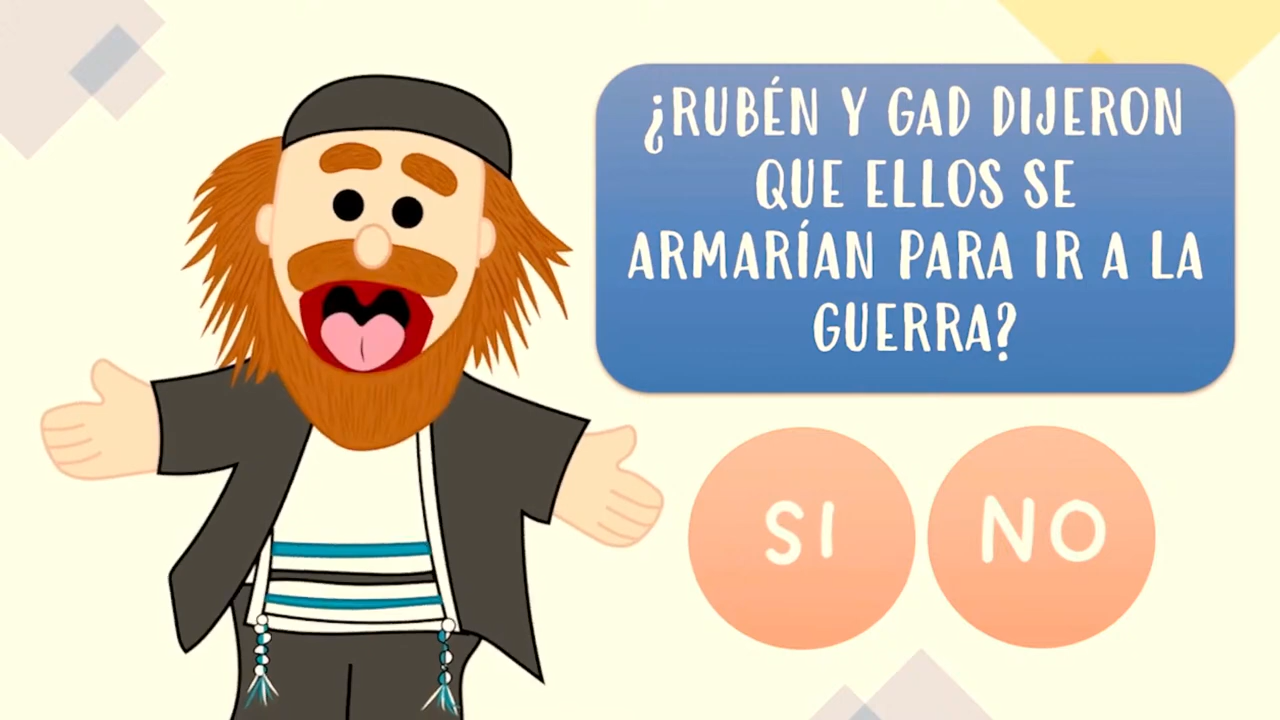 ¿RUBÉN Y GAD DIJERON
QUE ELLOS SE
ARMARÍAN PARA IR A LA
GUERRA?
SI
NO